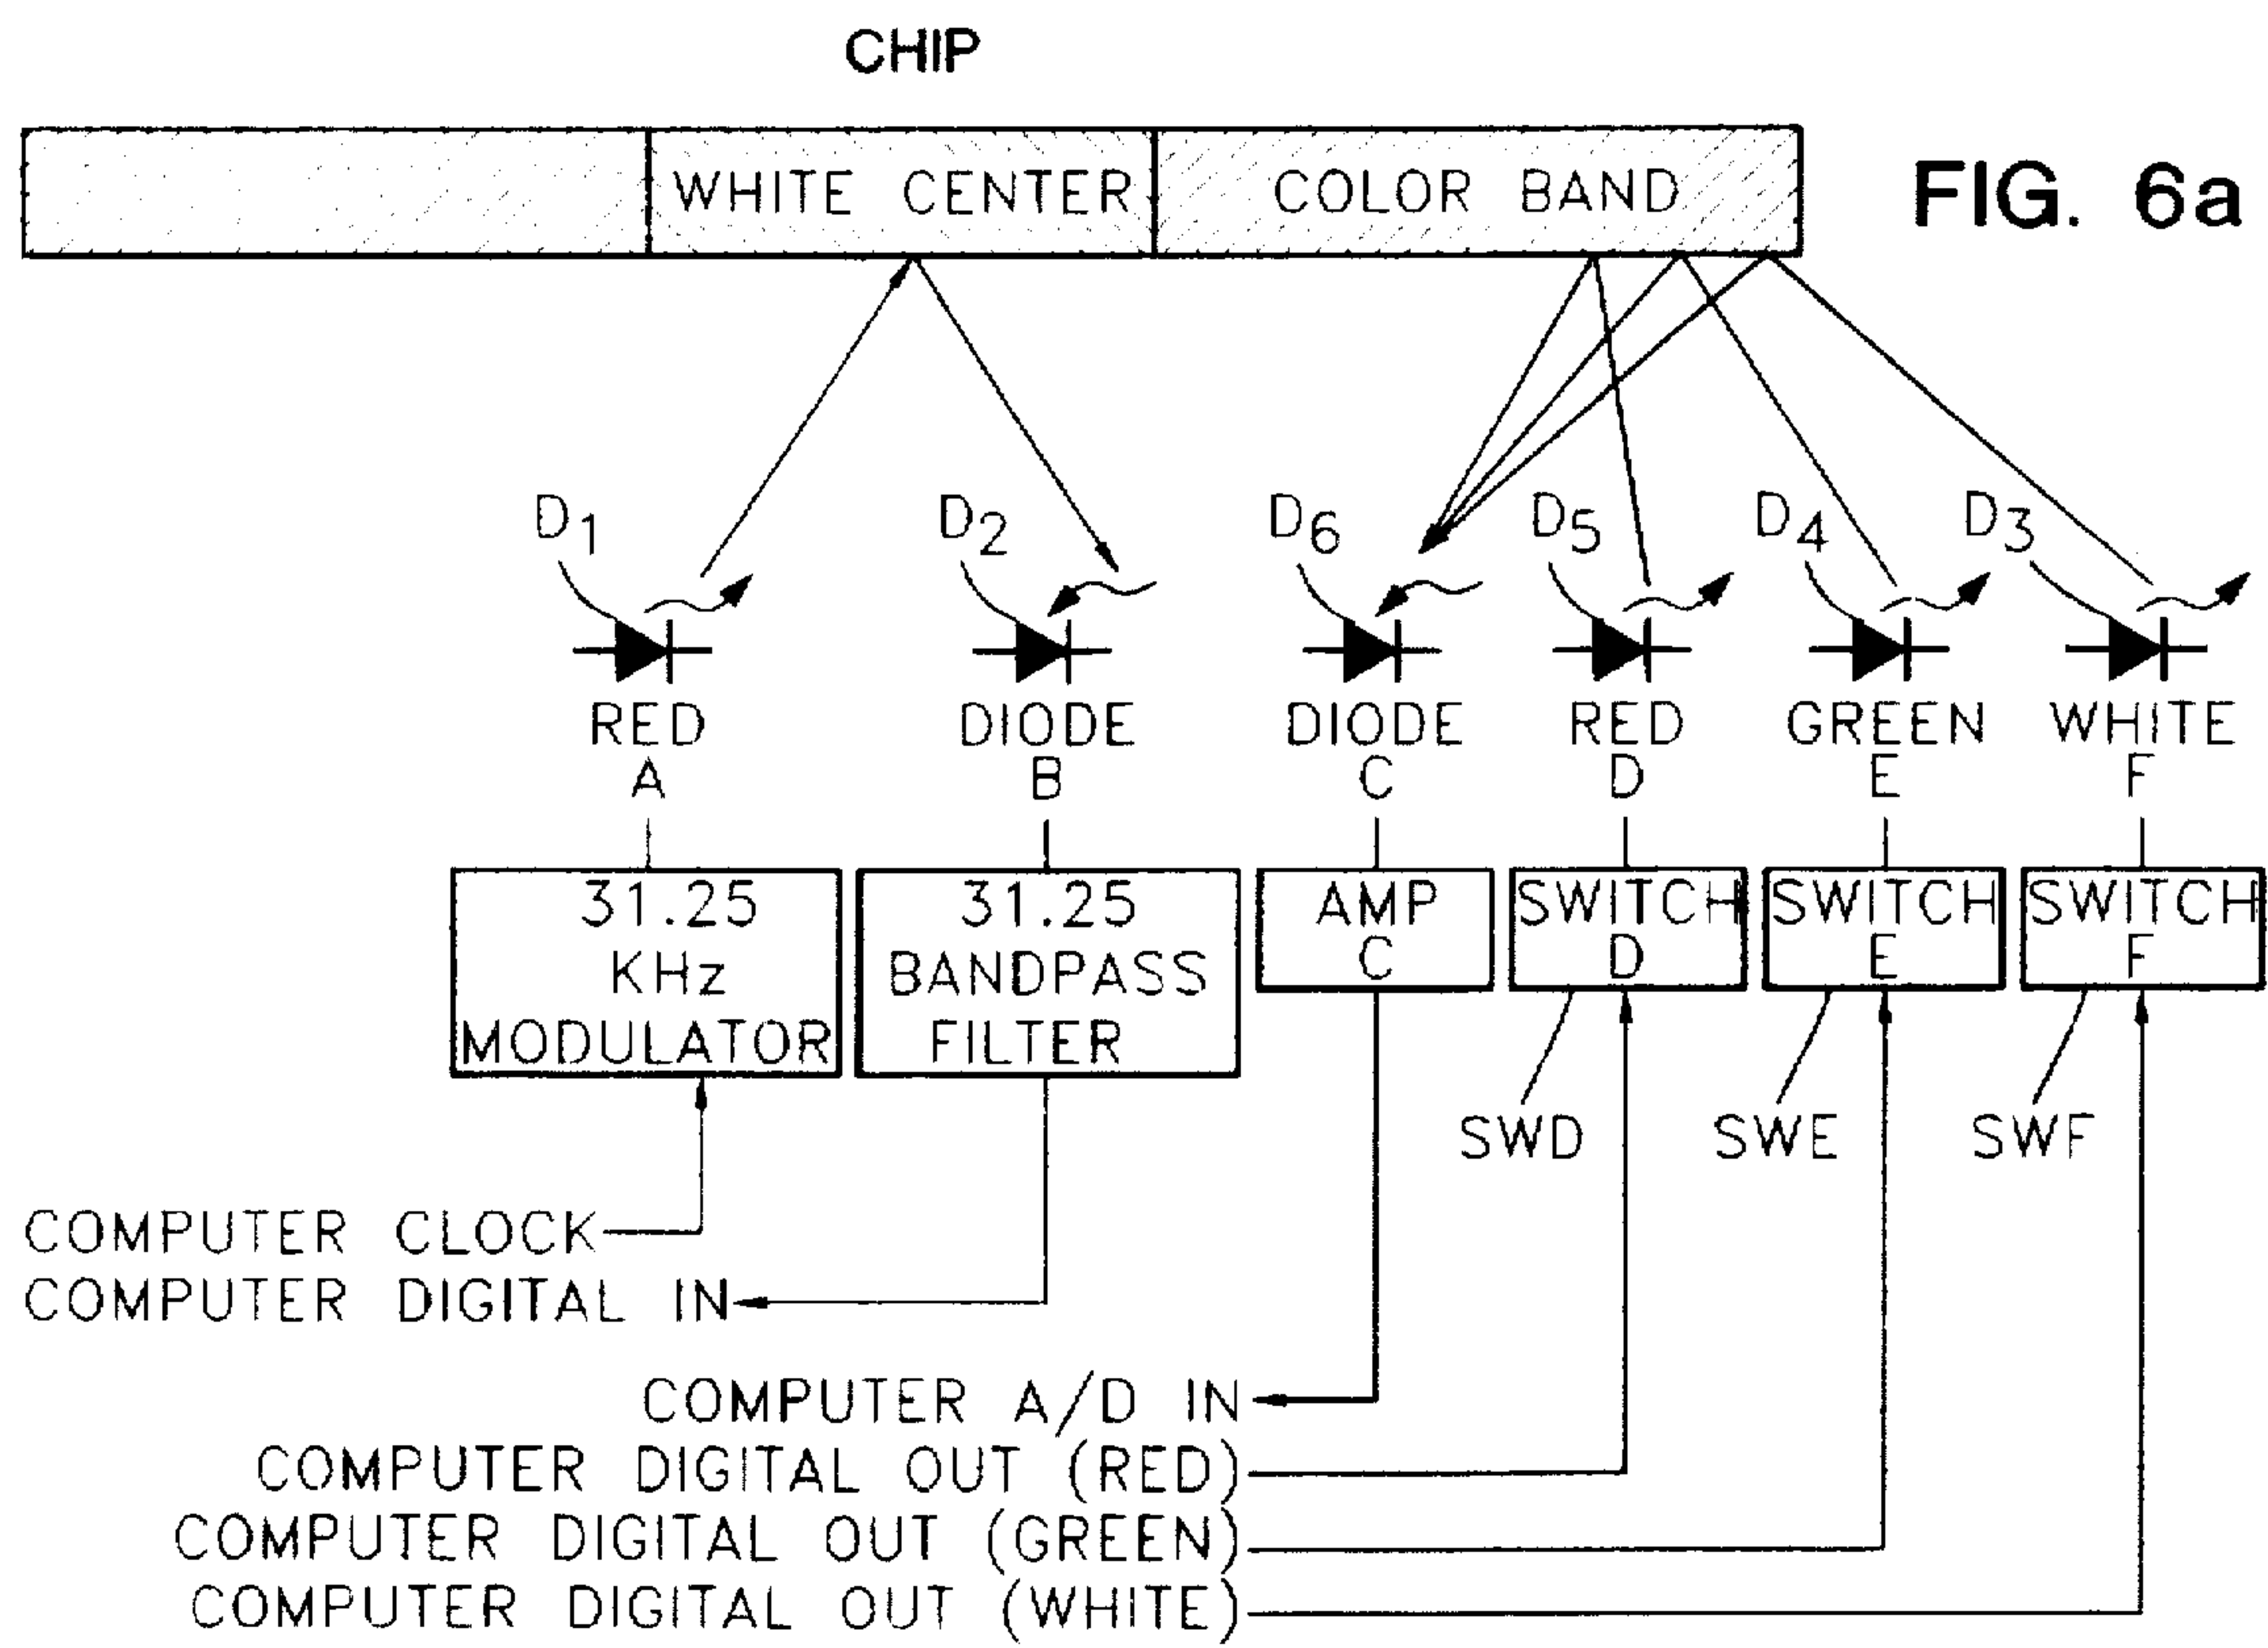 CHIP
WHITE CENTER
COLOR BAND
FIG. 6a
D1
D2
D6
D5
D4
D3
RED
A
DIODE
B
DIODE
C
RED
D
GREEN
E
WHITE
F
31.25
KHz
MODULATOR
31.25
BANDPASS
FILTER
AMP
C
SWITCH
D
SWITCH
E
SWITCH
F
SWD
SWE
SWF
COMPUTER CLOCK
COMPUTER DIGITAL IN
COMPUTER A/D IN
COMPUTER DIGITAL OUT (RED)
COMPUTER DIGITAL OUT (GREEN)
COMPUTER DIGITAL OUT (WHITE)